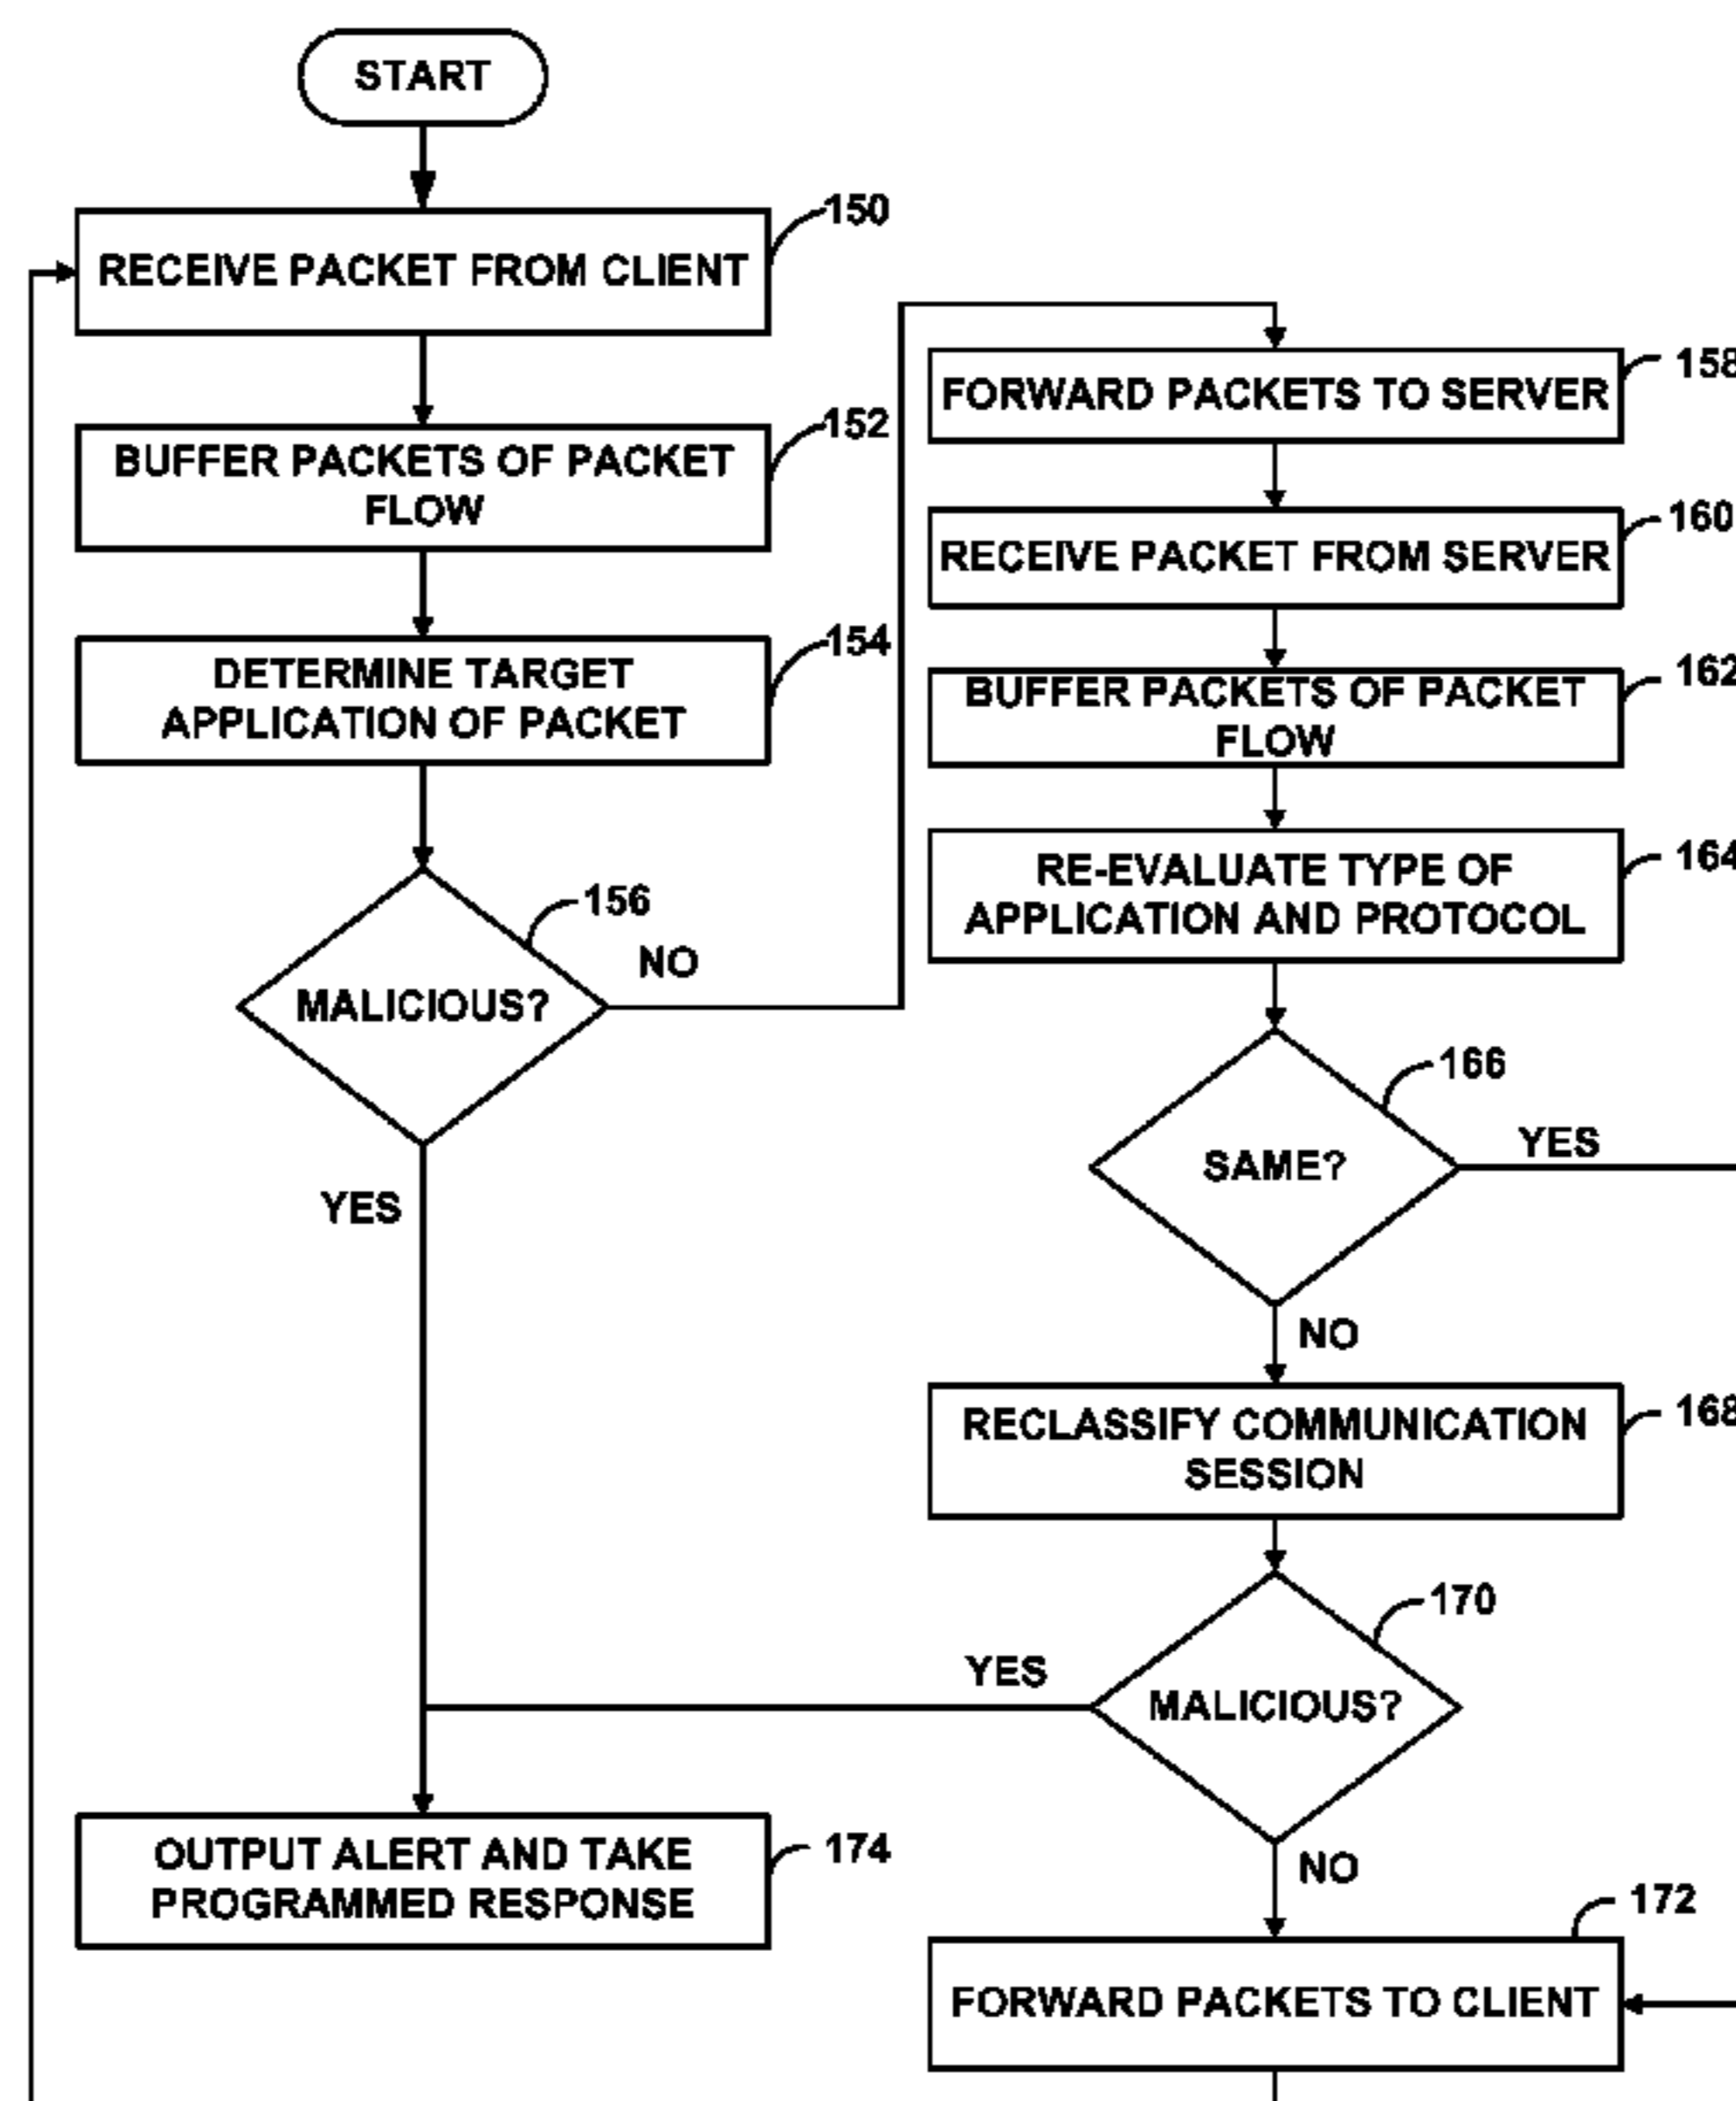 START
150
RECEIVE PACKET FROM CLIENT
152
BUFFER PACKETS OF PACKET
FLOW
154
DETERMINE TARGET
APPLICATION OF PACKET
156
NO
MALICIOUS?
YES
158
FORWARD PACKETS TO SERVER
160
RECEIVE PACKET FROM SERVER
162
BUFFER PACKETS OF PACKET
FLOW
164
RE-EVALUATE TYPE OF
APPLICATION AND PROTOCOL
166
YES
SAME?
NO
168
RECLASSIFY COMMUNICATION
SESSION
170
YES
MALICIOUS?
NO
174
OUTPUT ALERT AND TAKE
PROGRAMMED RESPONSE
172
FORWARD PACKETS TO CLIENT